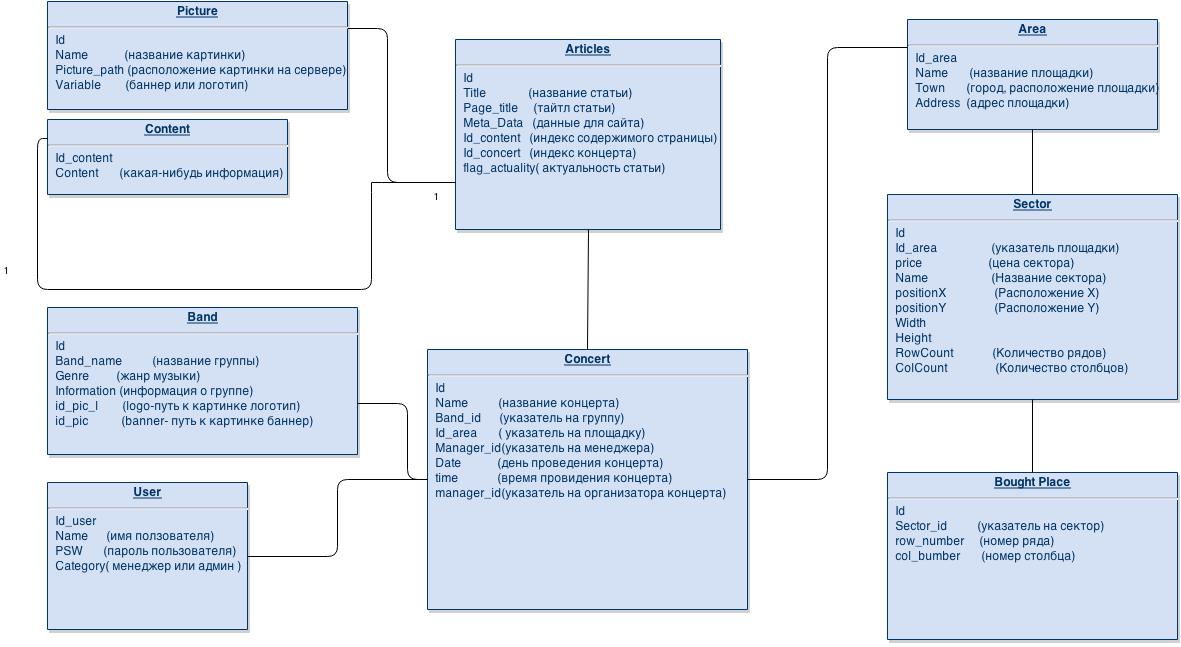 Picture
Id
Name (название картинки)
Picture_path (расположение картинки на сервере)
Variable (баннер или логотип)
Content
Id_content
Content (какая-нибудь информация)
1
Articles
Id
Title (название статьи)
Page_title (тайтл статьи)
Meta_Data (данные для сайта)
Id_content (индекс содержимого страницы)
Id_concert (индекс концерта)
flag_actuality( актуальность статьи)
1
Band
Id
Band_name (название группы)
Genre (жанр музыки)
Information (информация о группе)
id_pic_l (logo-путь к картинке логотип)
id_pic (banner- путь к картинке баннер)
User
Id_user
Name (имя ползователя)
PSW (пароль пользователя)
Category( менеджер или админ )
Concert
Id
Name (название концерта)
Band_id (указатель на группу)
Id_area ( указатель на площадку)
Manager_id(указатель на менеджера)
Date (день проведения концерта)
time (время провидения концерта)
manager_id(указатель на организатора концерта)
Area
Id_area
Name (название площадки)
Town (город, расположение площадки)
Address (адрес площадки)
Sector
Id
Id_area (указатель площадки)
price (цена сектора)
Name (Название сектора)
positionX (Расположение X)
positionY (Расположение Y)
Width
Height
RowCount (Количество рядов)
ColCount (Количество столбцов)
Bought Place
Id
Sector_id (указатель на сектор)
row_number (номер ряда)
col_bumber (номер столбца)